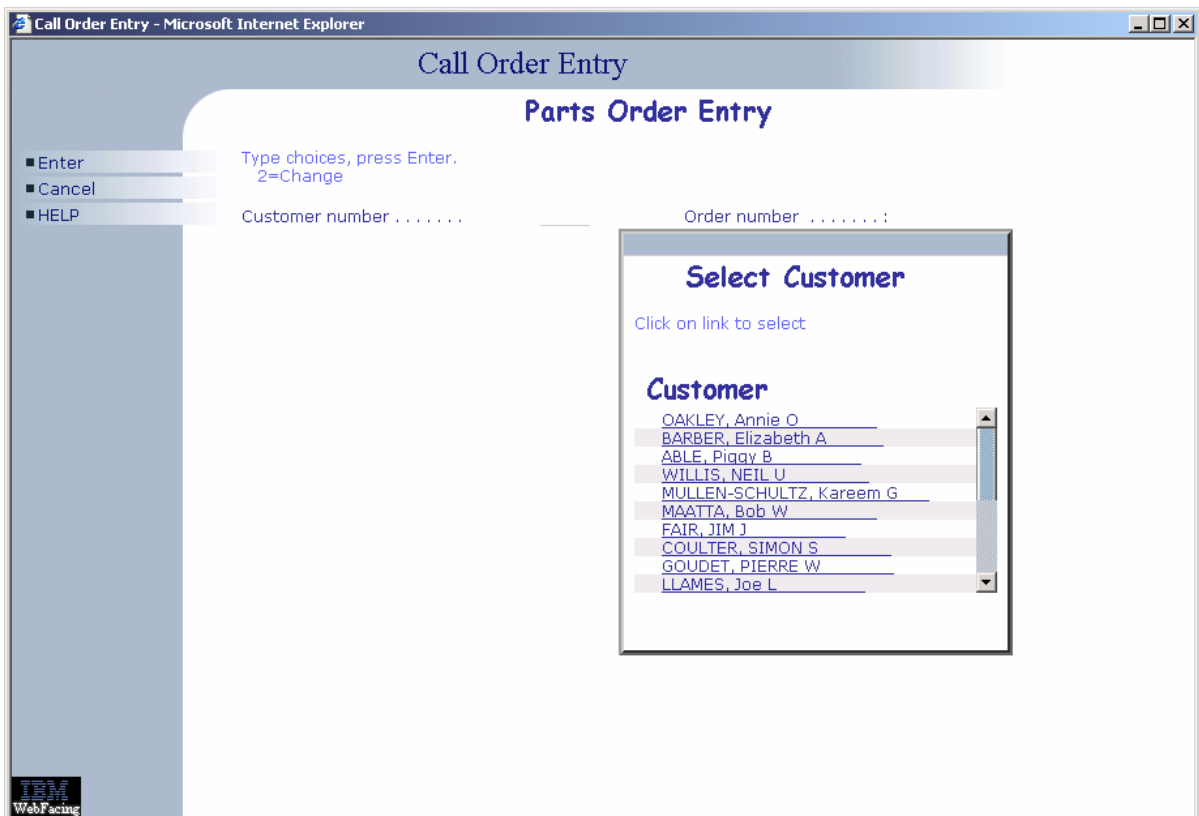 Call Order Entry - Microsoft Internet Explorer
Call Order Entry
Parts Order Entry
Enter
Cancel
HELP
Type choices, press Enter.
2=Change
Customer number . . . . . . . Order number . . . . . . . :
Select Customer
Click on link to select
Customer
OAKLEY, Annie O
BARBER, Elizabeth A
ABLE, Piggy B
WILLIS, NEIL U
MULLEN-SCHULTZ, Kareem G
MAATTA, Bob W
FAIR, JIM J
COULTER, SIMON S
GOUDET, PIERRE W
LLAMES, Joe L
IBM
WebFacing